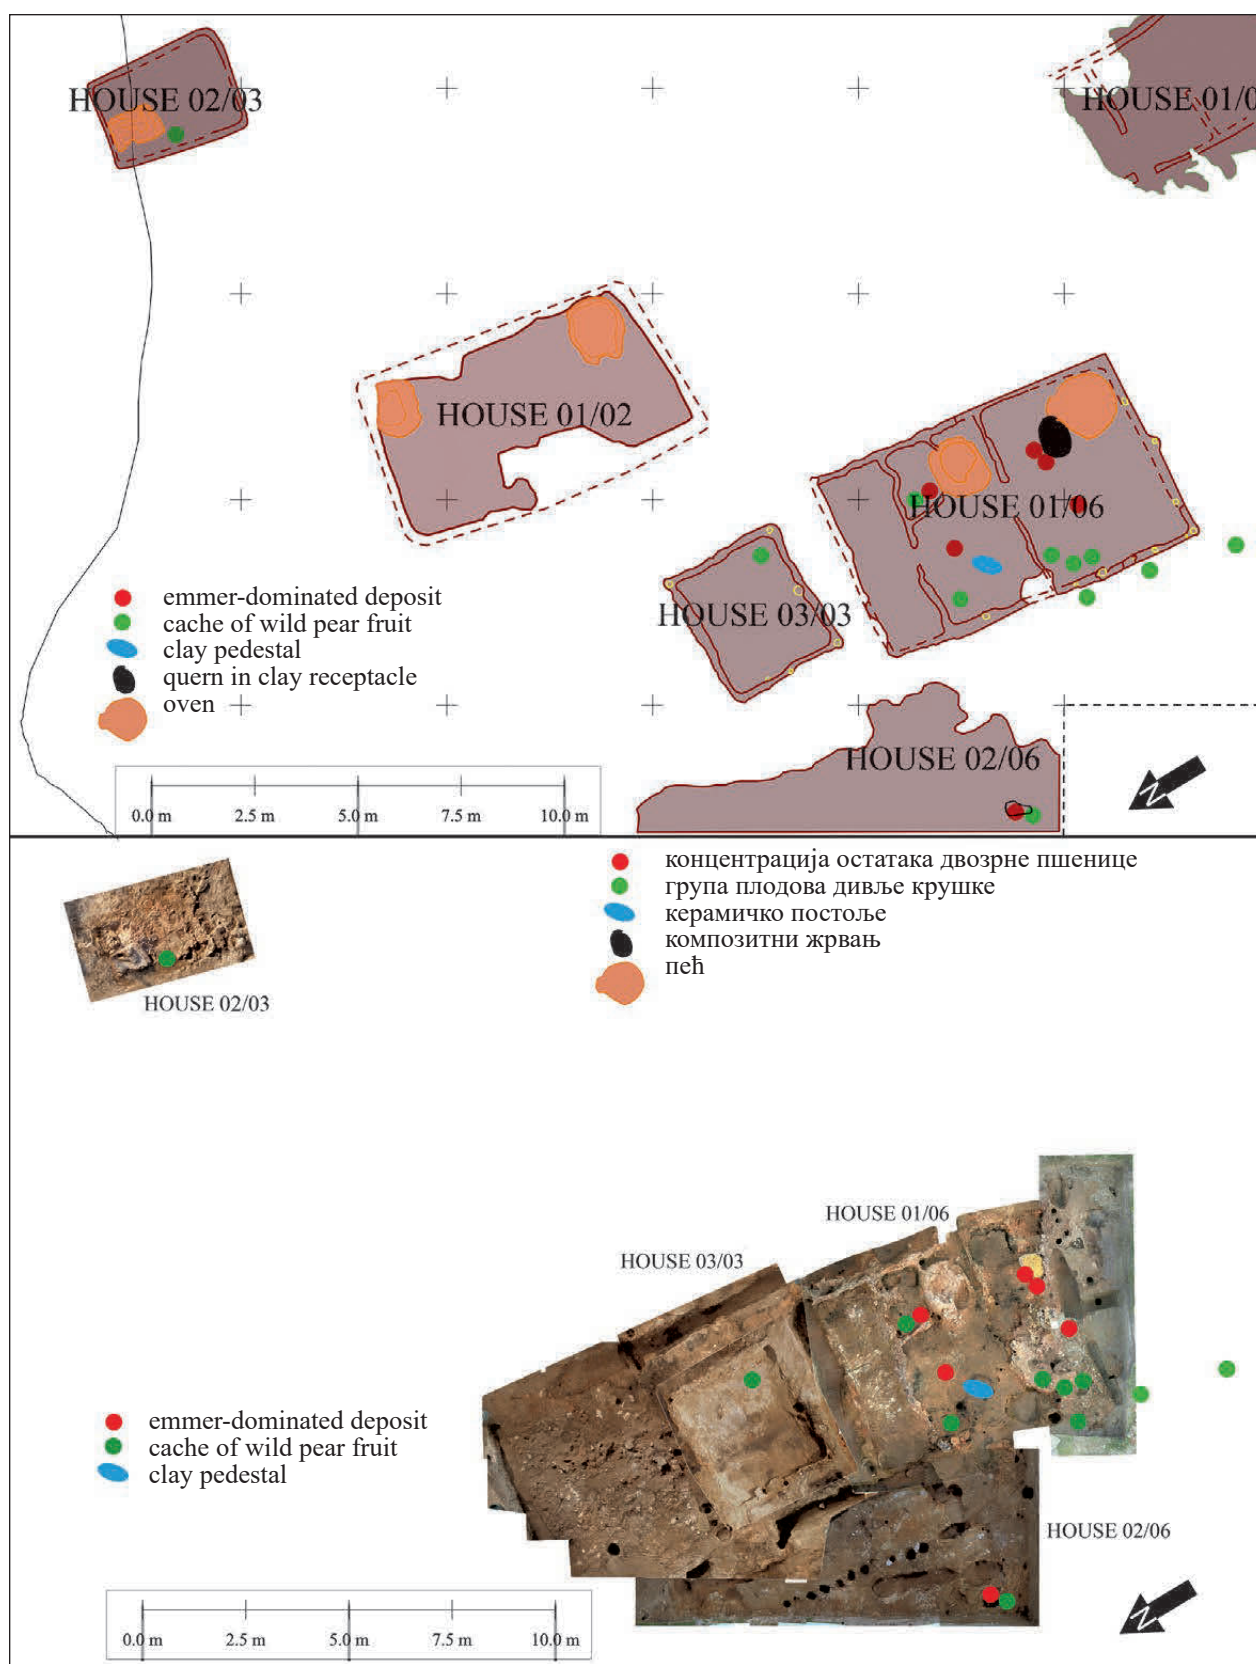 HOUSE 02/03
HOUSE 01/0
HOUSE 01/02
HOUSE 01/06
HOUSE 03/03
HOUSE 02/06
emmer-dominated deposit
cache of wild pear fruit
clay pedestal
quern in clay receptacle
oven
0.0 m 2.5 m 5.0 m 7.5 m 10.0 m
N
концентрација остатака двозрне пшенице
група плодова дивље крушке
керамичко постоље
композитни жрвањ
пећ
HOUSE 02/03
HOUSE 01/06
HOUSE 03/03
emmer-dominated deposit
cache of wild pear fruit
clay pedestal
HOUSE 02/06
0.0 m 2.5 m 5.0 m 7.5 m 10.0 m
N